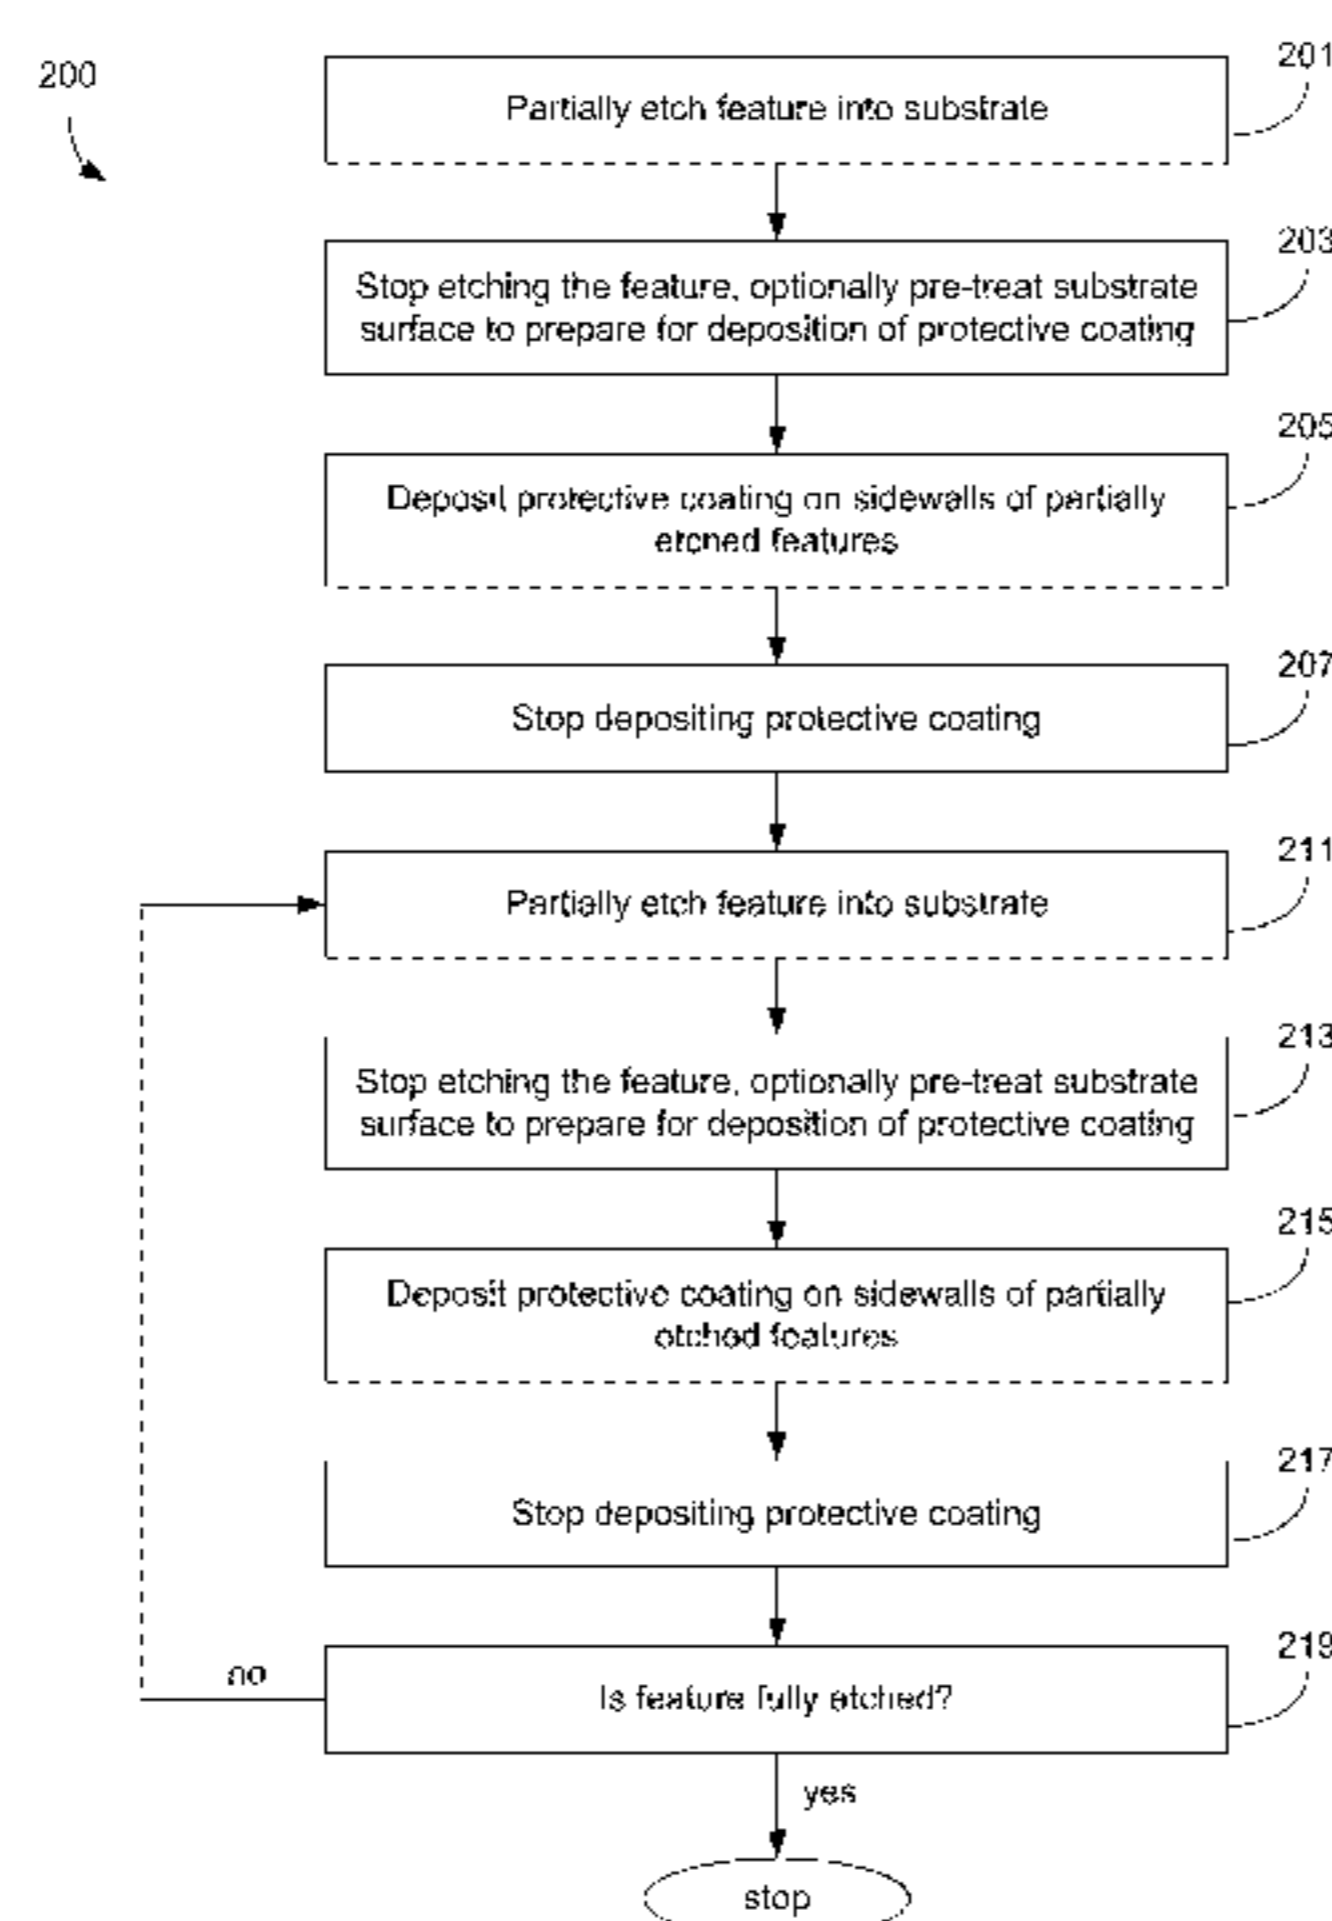 200
201
Partially etch feature into substrate
203
Stop etching the feature, optionally pre-treat substrate
surface to prepare for deposition of protective coating
205
Deposit protective coating on sidewalls of partially
etched features
207
Stop depositing protective coating
211
Partially etch feature into substrate
213
Stop etching the feature, optionally pre-treat substrate
surface to prepare for deposition of protective coating
215
Deposit protective coating on sidewalls of partially
etched features
217
Stop depositing protective coating
219
no
Is feature fully etched?
yes
stop